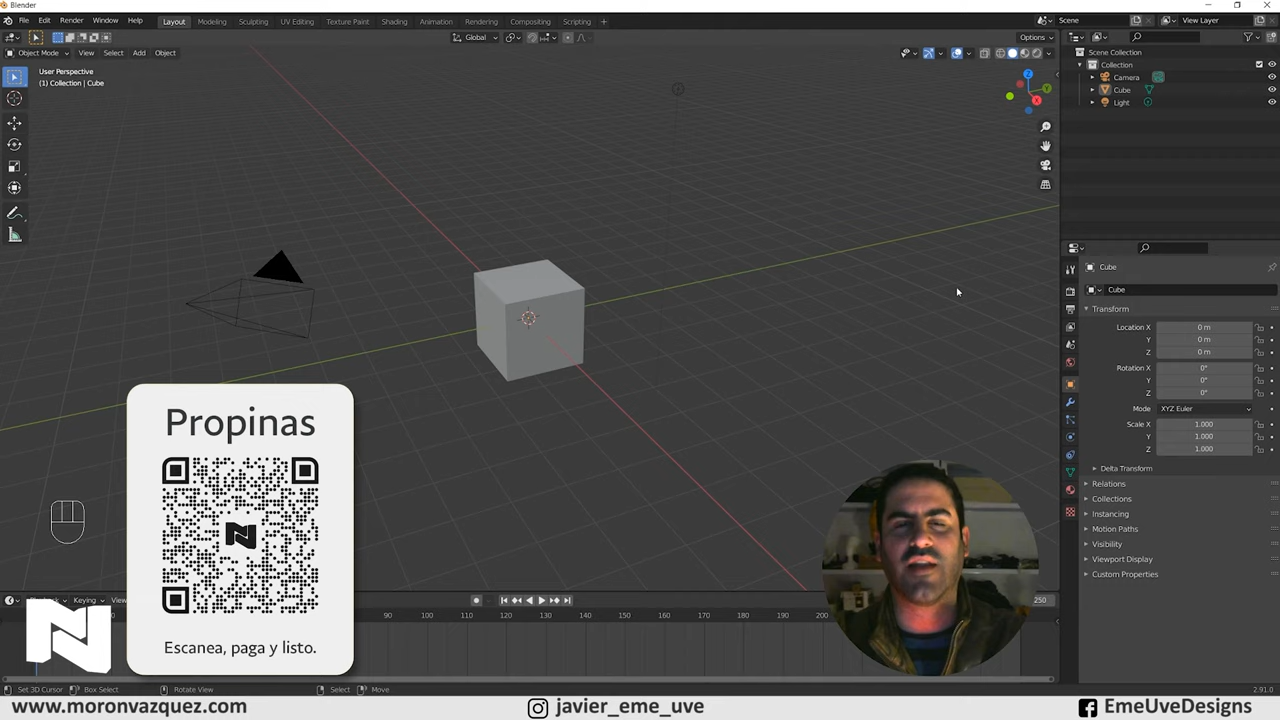 Blender
File Edit Render Window Help Layout Modeling Sculpting UV Editing Texture Paint Shading Animation Rendering Compositing Scripting + Scene View Layer
Global Options
Object Mode View Select Add Object
User Perspective
(1) Collection | Cube
Scene Collection
Collection
Camera
Cube
Light
Cube
Cube
Transform
Location X 0 m
Y 0 m
Z 0 m
Rotation X 0°
Y 0°
Z 0°
Mode XYZ Euler
Scale X 1.000
Y 1.000
Z 1.000
Delta Transform
Relations
Collections
Instancing
Motion Paths
Visibility
Viewport Display
Custom Properties
Propinas
Escanea, paga y listo.
Keying View
250
100 110 120 130 140 150 160 170 180 190 200
Set 3D Cursor Box Select Rotate View Select Move 2.91.0
www.moronvazquez.com javier_eme_uve EmeUveDesigns